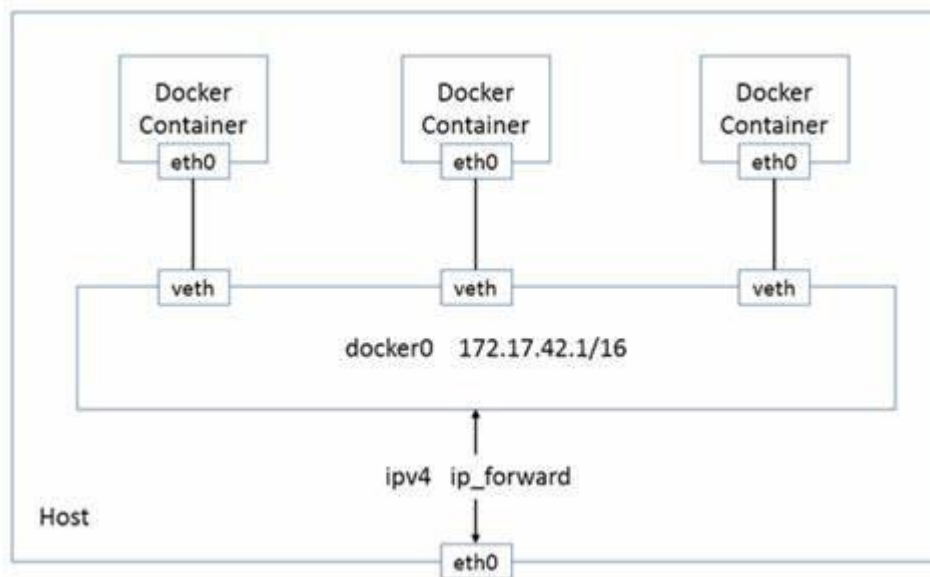 Docker
Container
eth0
Docker
Container
eth0
Docker
Container
eth0
veth
veth
veth
docker0 172.17.42.1/16
ipv4 ip_forward
Host
eth0